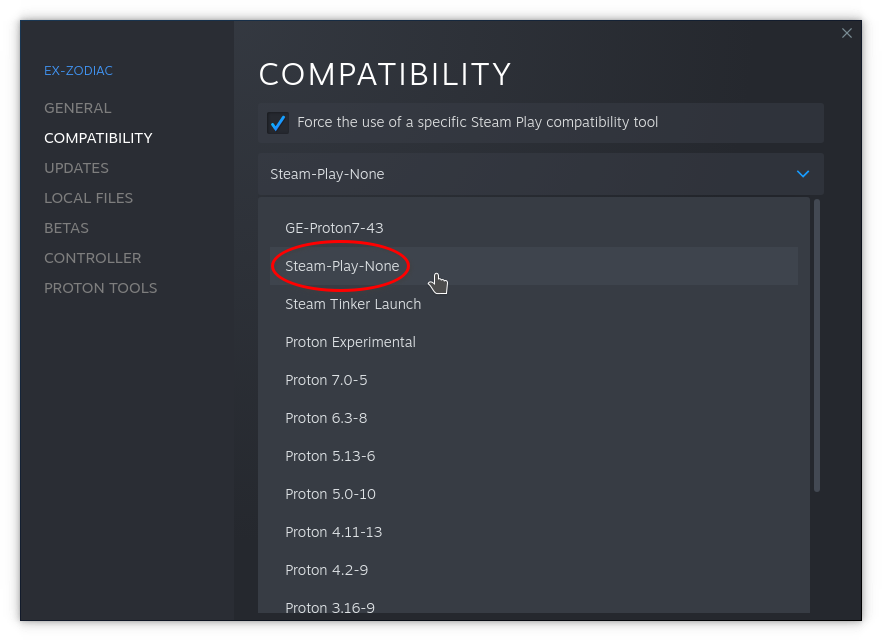 EX-ZODIAC
GENERAL
COMPATIBILITY
UPDATES
LOCAL FILES
BETAS
CONTROLLER
PROTON TOOLS
COMPATIBILITY
Force the use of a specific Steam Play compatibility tool
Steam-Play-None
GE-Proton7-43
Steam-Play-None
Steam Tinker Launch
Proton Experimental
Proton 7.0-5
Proton 6.3-8
Proton 5.13-6
Proton 5.0-10
Proton 4.11-13
Proton 4.2-9
Proton 3.16-9